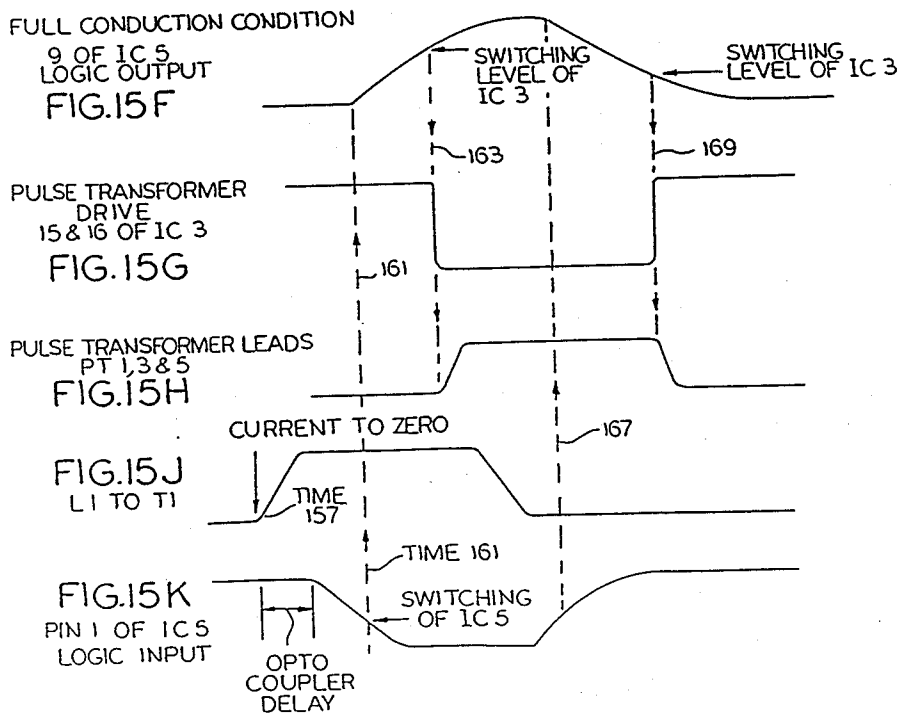 FULL CONDUCTION CONDITION
9 OF IC 5
LOGIC OUTPUT
FIG.15F
SWITCHING
LEVEL OF
IC 3
SWITCHING
LEVEL OF IC 3
163
169
PULSE TRANSFORMER
DRIVE
15 & 16 OF IC 3
FIG.15G
161
PULSE TRANSFORMER LEADS
PT 1,3 & 5
FIG.15H
CURRENT TO ZERO
167
FIG.15J
L1 TO T1
TIME
157
TIME 161
FIG.15K
PIN 1 OF IC5
LOGIC INPUT
SWITCHING
OF IC 5
OPTO
COUPLER
DELAY